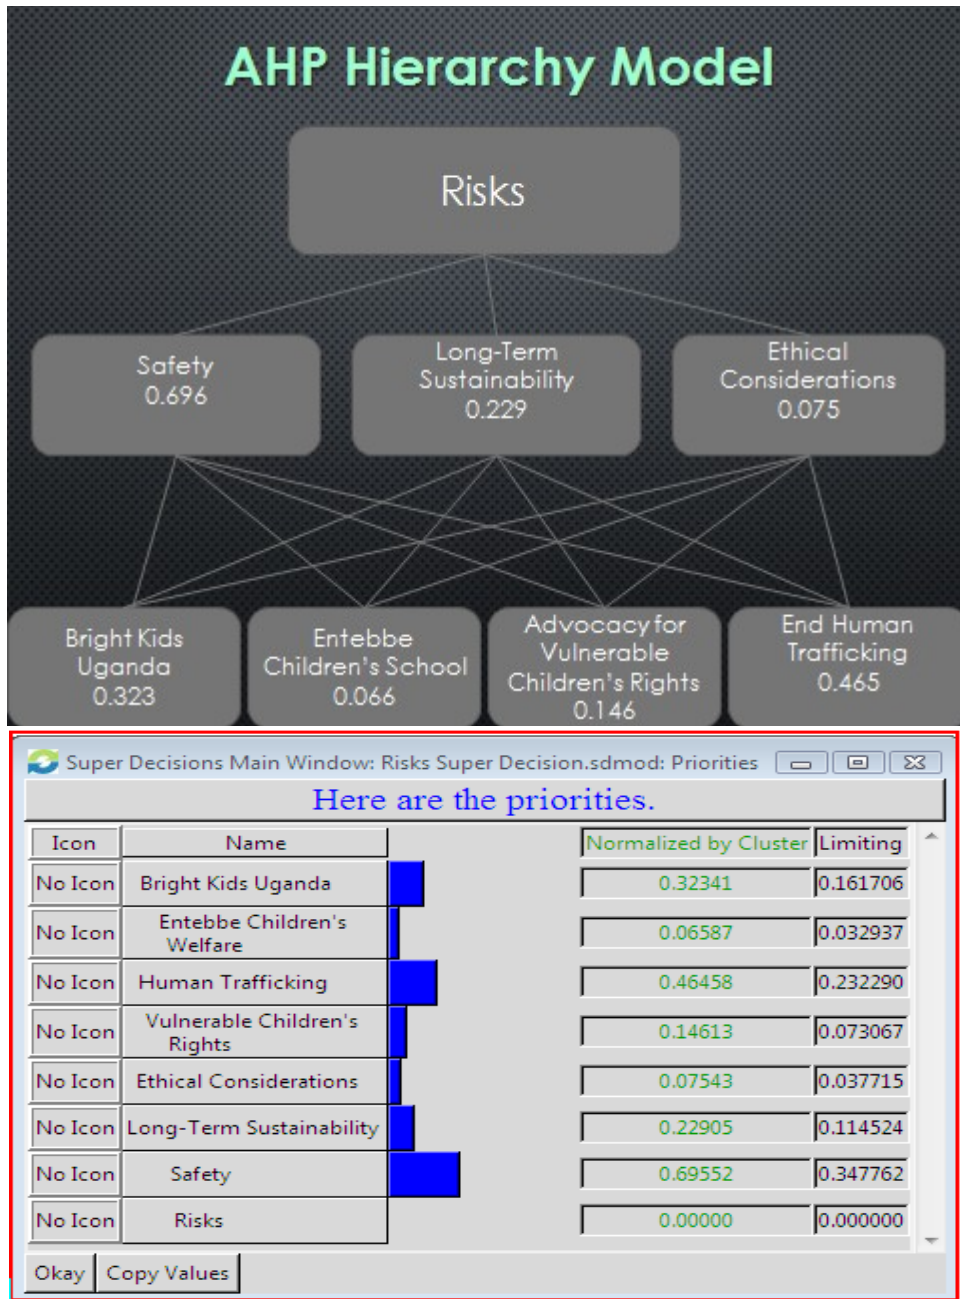 AHP Hierarchy Model
Risks
Safety
0.696
Long-Term
Sustainability
0.229
Ethical
Considerations
0.075
Bright Kids
Uganda
0.323
Entebbe
Children's School
0.066
Advocacy for
Vulnerable
Children's Rights
0.146
End Human
Trafficking
0.465
Super Decisions Main Window: Risks Super Decision.sdmod: Priorities
Here are the priorities.
Icon Name Normalized by Cluster Limiting
No Icon Bright Kids Uganda 0.32341 0.161706
No Icon Entebbe Children's
Welfare 0.06587 0.032937
No Icon Human Trafficking 0.46458 0.232290
No Icon Vulnerable Children's
Rights 0.14613 0.073067
No Icon Ethical Considerations 0.07543 0.037715
No Icon Long-Term Sustainability 0.22905 0.114524
No Icon Safety 0.69552 0.347762
No Icon Risks 0.00000 0.000000
Okay Copy Values